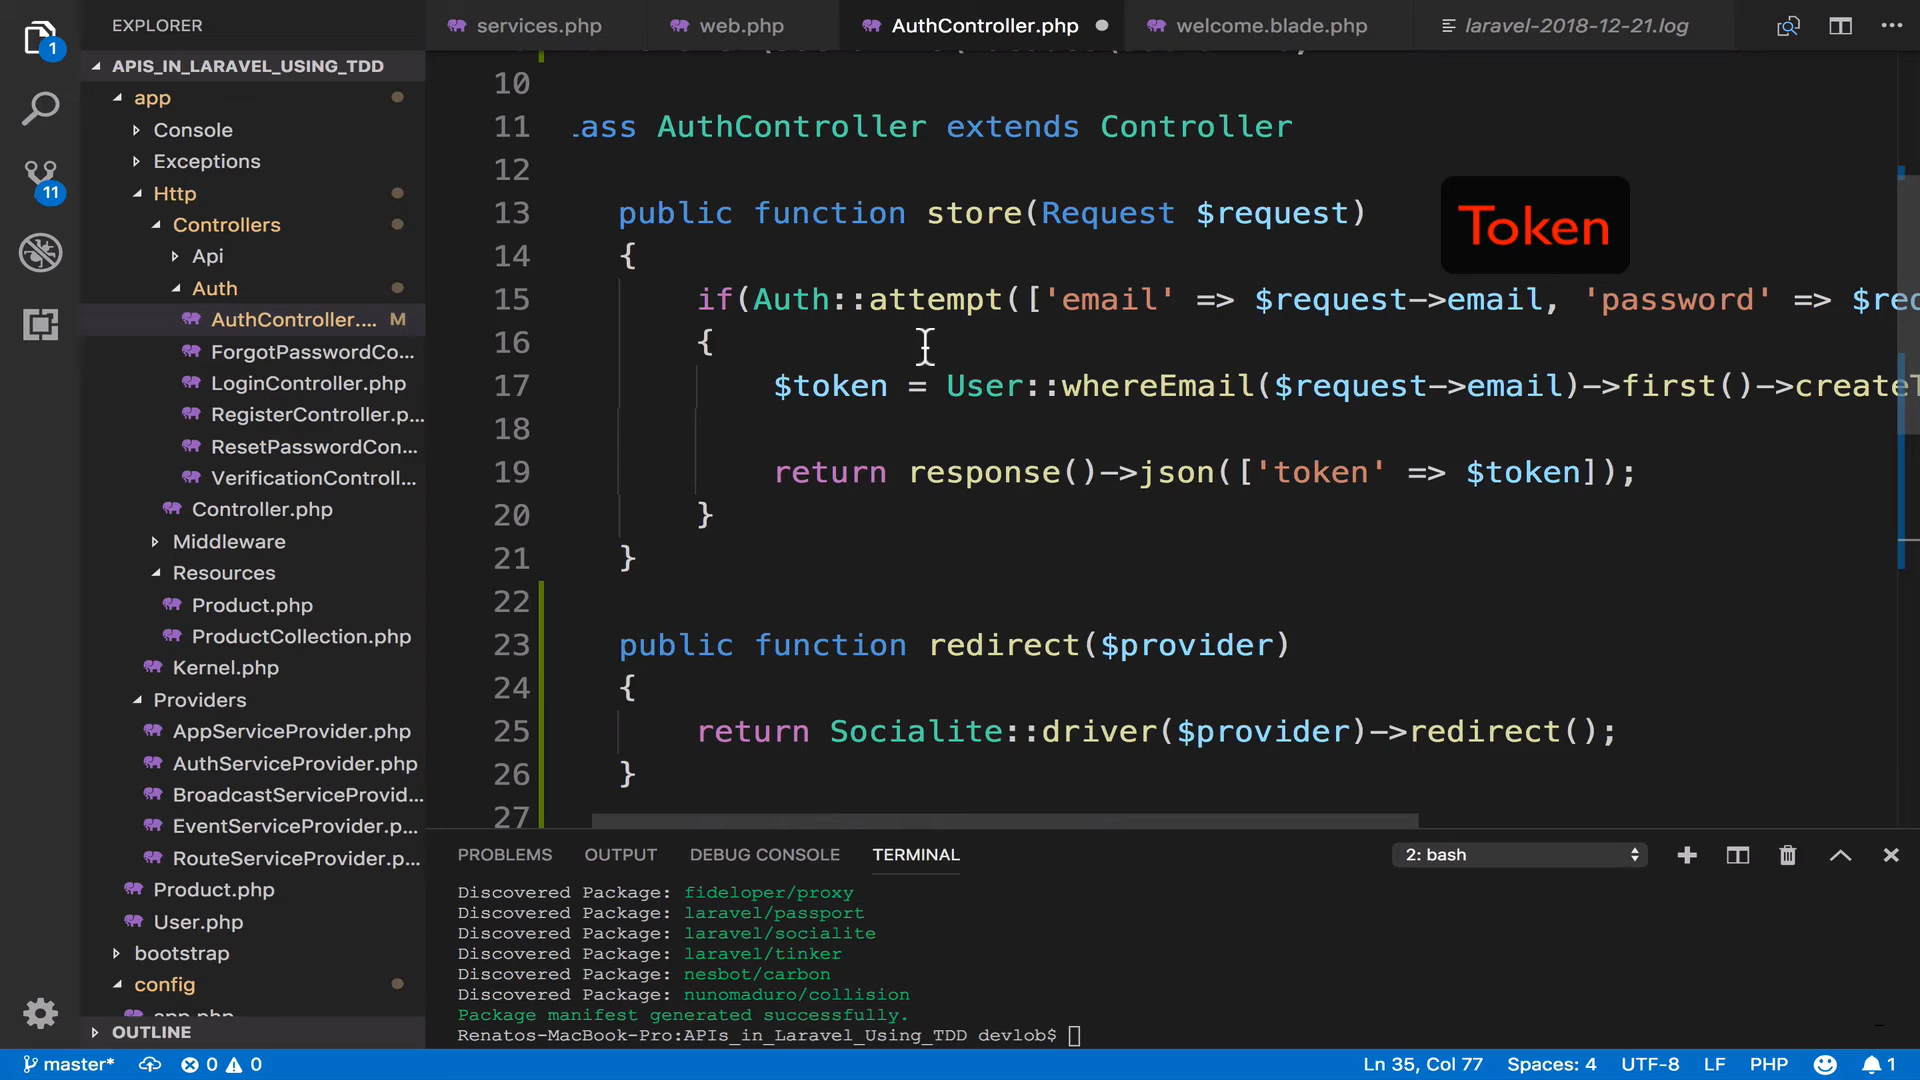 EXPLORER
services.php
web.php
AuthController.php
welcome.blade.php
laravel-2018-12-21.log
1
APIS_IN_LARAVEL_USING_TDD
app
Console
Exceptions
Http
Controllers
Api
Auth
AuthController.... M
ForgotPasswordCo...
LoginController.php
RegisterController.p...
ResetPasswordCon...
VerificationControll...
Controller.php
Middleware
Resources
Product.php
ProductCollection.php
Kernel.php
Providers
AppServiceProvider.php
AuthServiceProvider.php
BroadcastServiceProvid...
EventServiceProvider.p...
RouteServiceProvider.p...
Product.php
User.php
bootstrap
config
app.php
OUTLINE
11
10
11 ass AuthController extends Controller
12
13 public function store(Request $request)
14 {
15 if(Auth::attempt(['email' => $request->email, 'password' => $req
16 {
17 $token = User::whereEmail($request->email)->first()->createT
18
19 return response()->json(['token' => $token]);
20 }
21 }
22
23 public function redirect($provider)
24 {
25 return Socialite::driver($provider)->redirect();
26 }
27
Token
PROBLEMS OUTPUT DEBUG CONSOLE TERMINAL 2: bash
Discovered Package: fideloper/proxy
Discovered Package: laravel/passport
Discovered Package: laravel/socialite
Discovered Package: laravel/tinker
Discovered Package: nesbot/carbon
Discovered Package: nunomaduro/collision
Package manifest generated successfully.
Renatos-MacBook-Pro:APIs_in_Laravel_Using_TDD devlob$
master* 0 0 Ln 35, Col 77 Spaces: 4 UTF-8 LF PHP 1